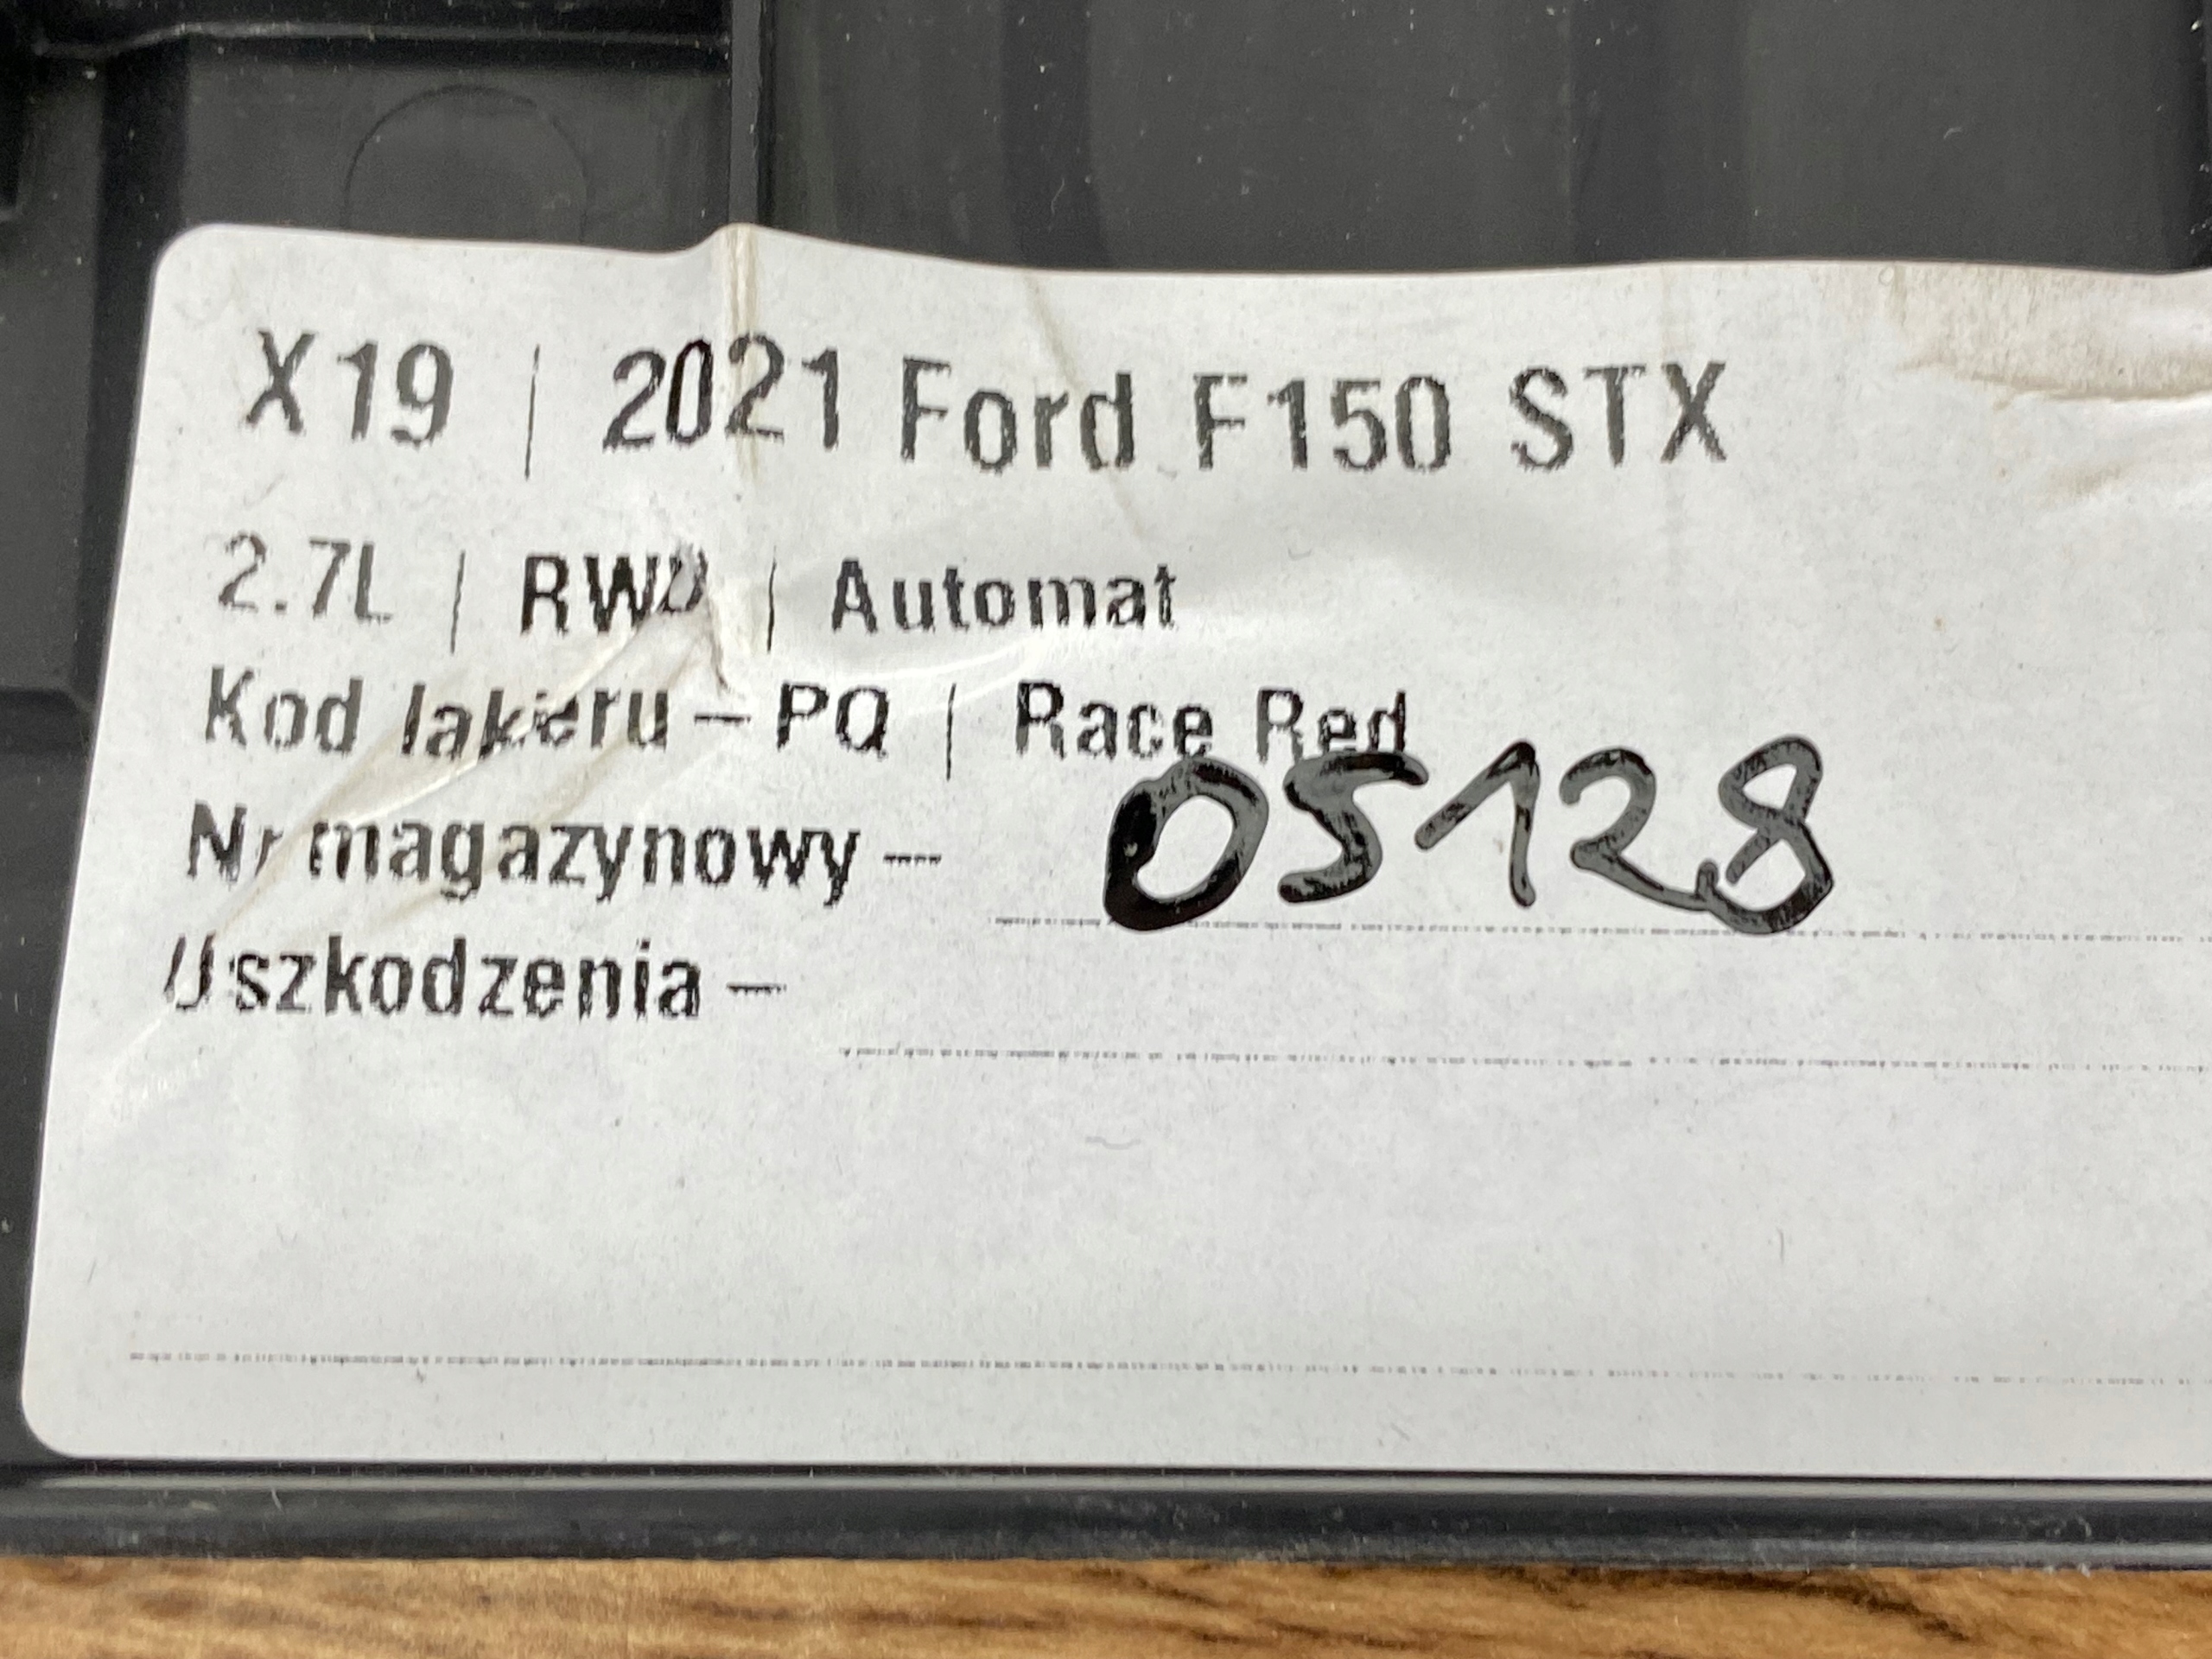 X19 | 2021 Ford F150 STX
2.7L | RWD | Automat
Kod lakieru - PQ | Race Red
Nr magazynowy - 05128
Uszkodzenia -